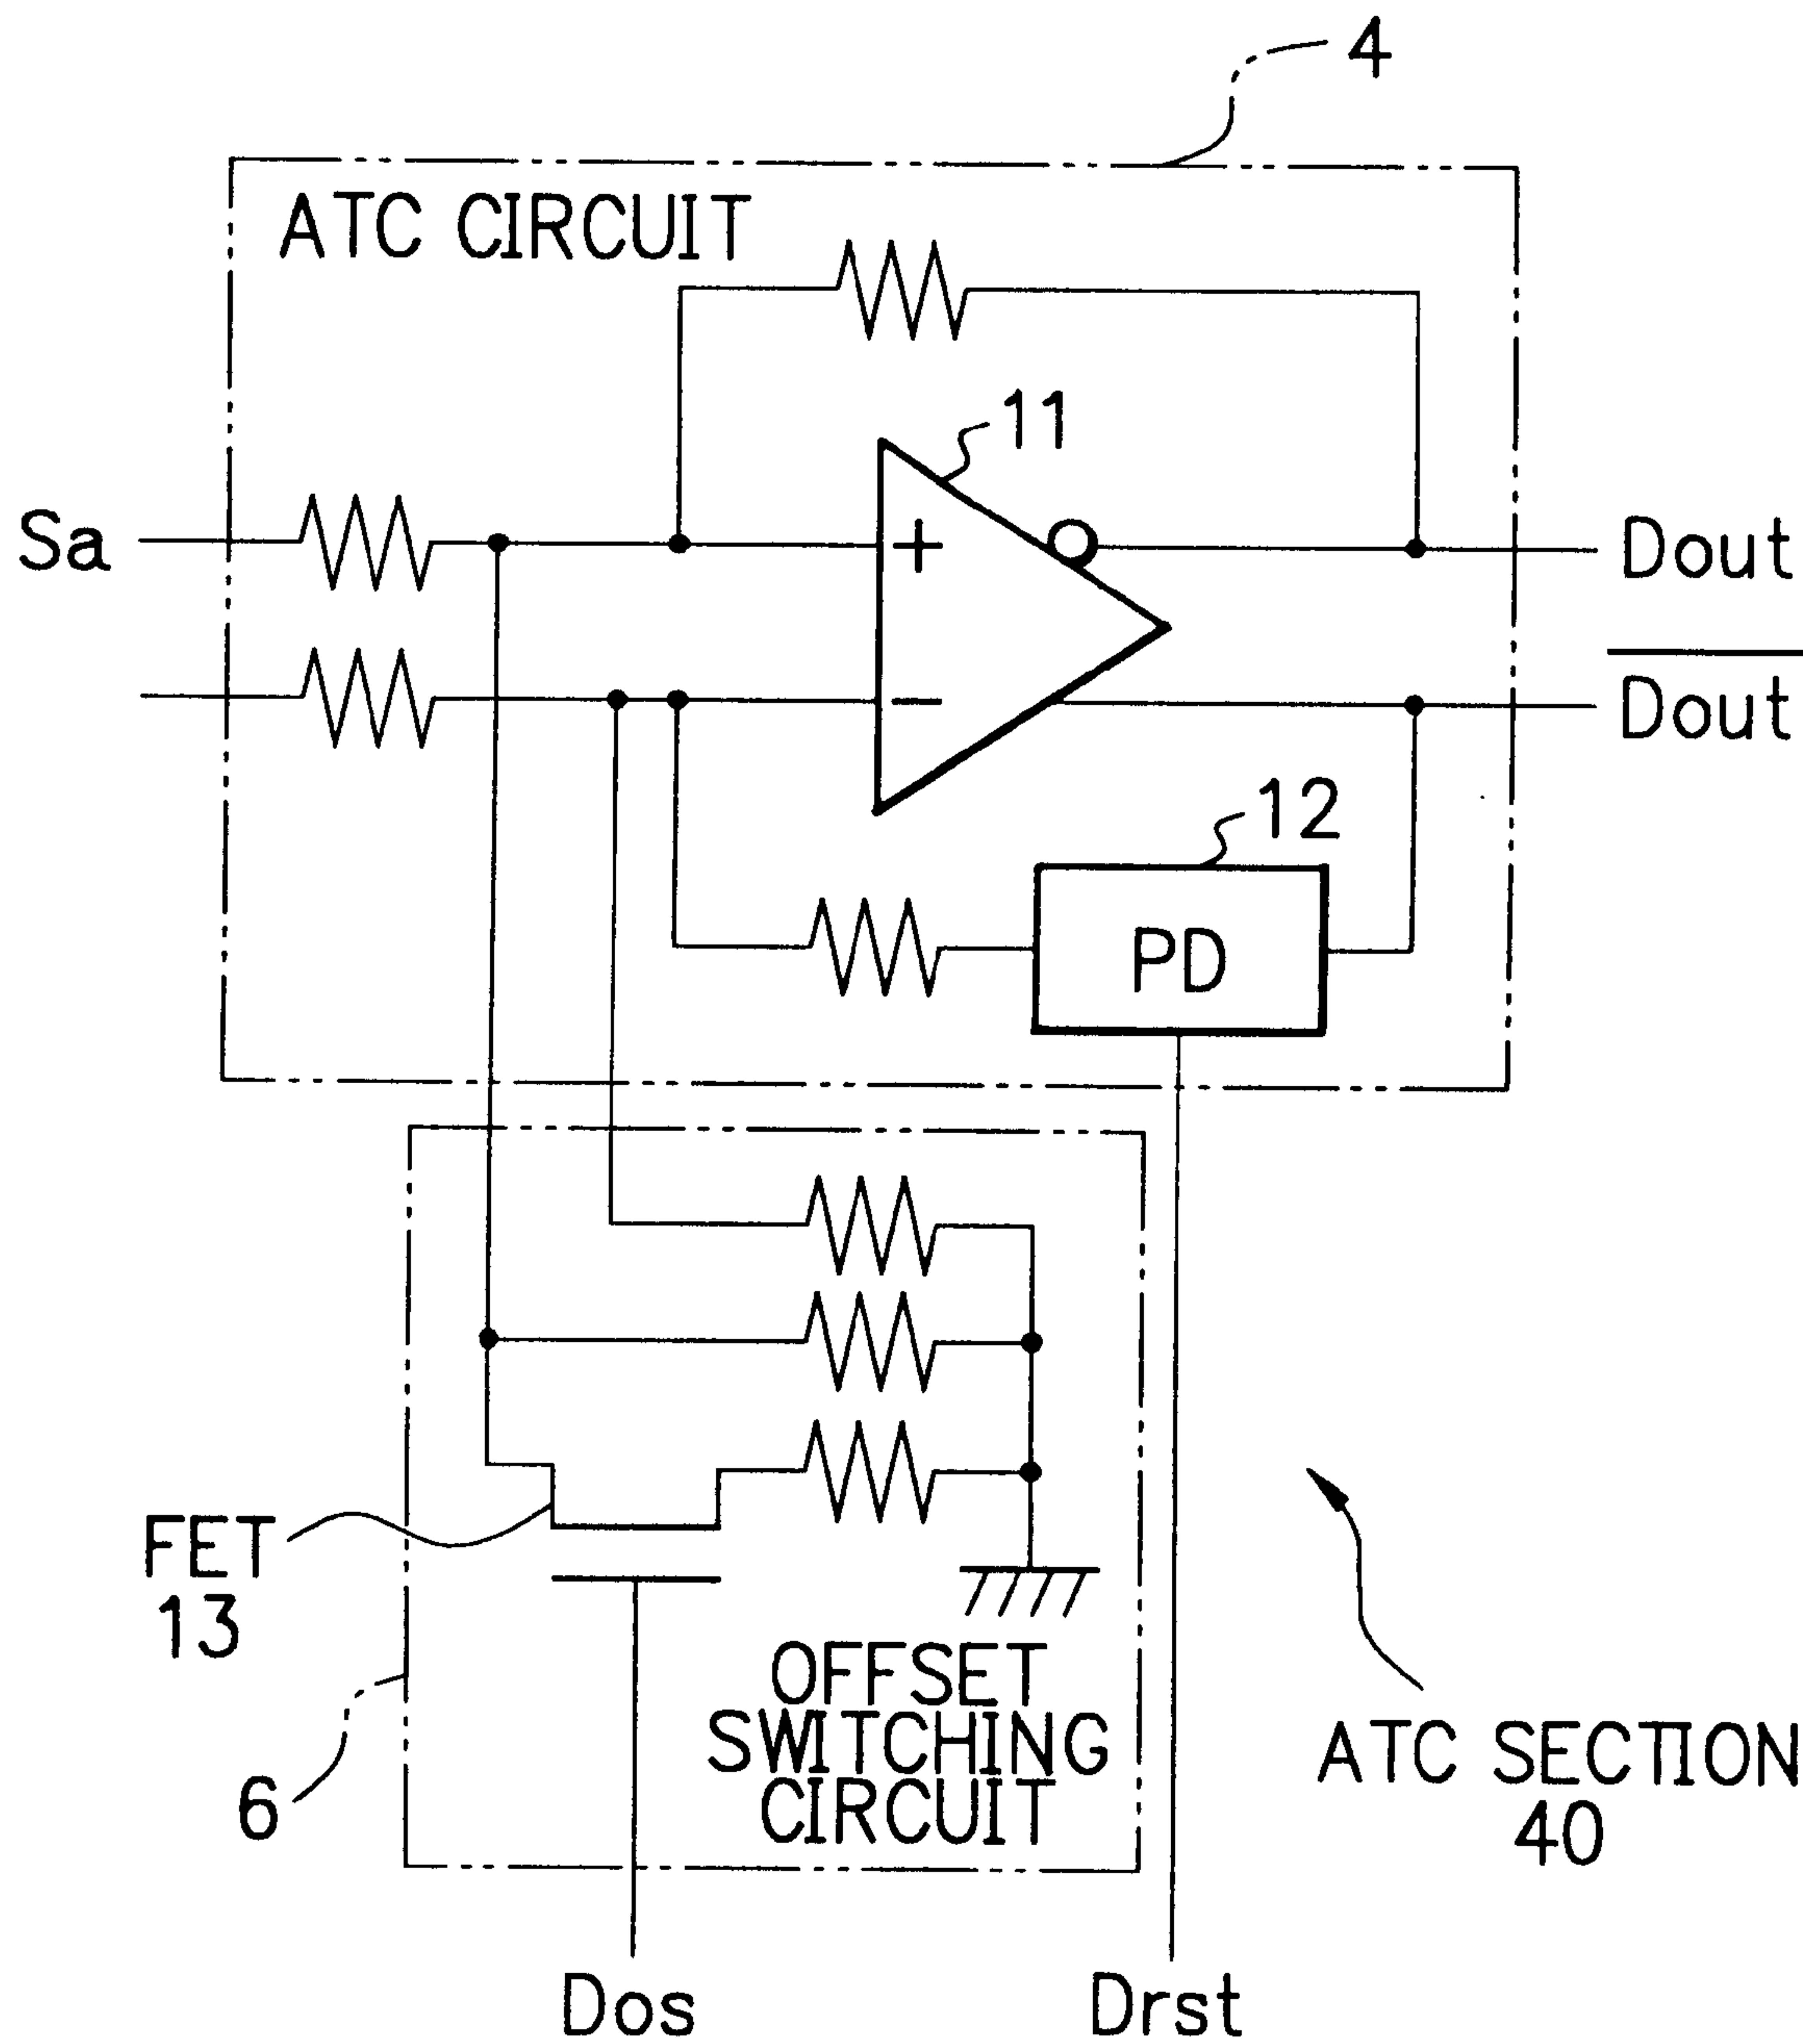 4
ATC CIRCUIT
11
+
Sa
Dout
−
Dout
12
PD
FET
13
OFFSET
SWITCHING
CIRCUIT
6
ATC SECTION
40
Dos
Drst